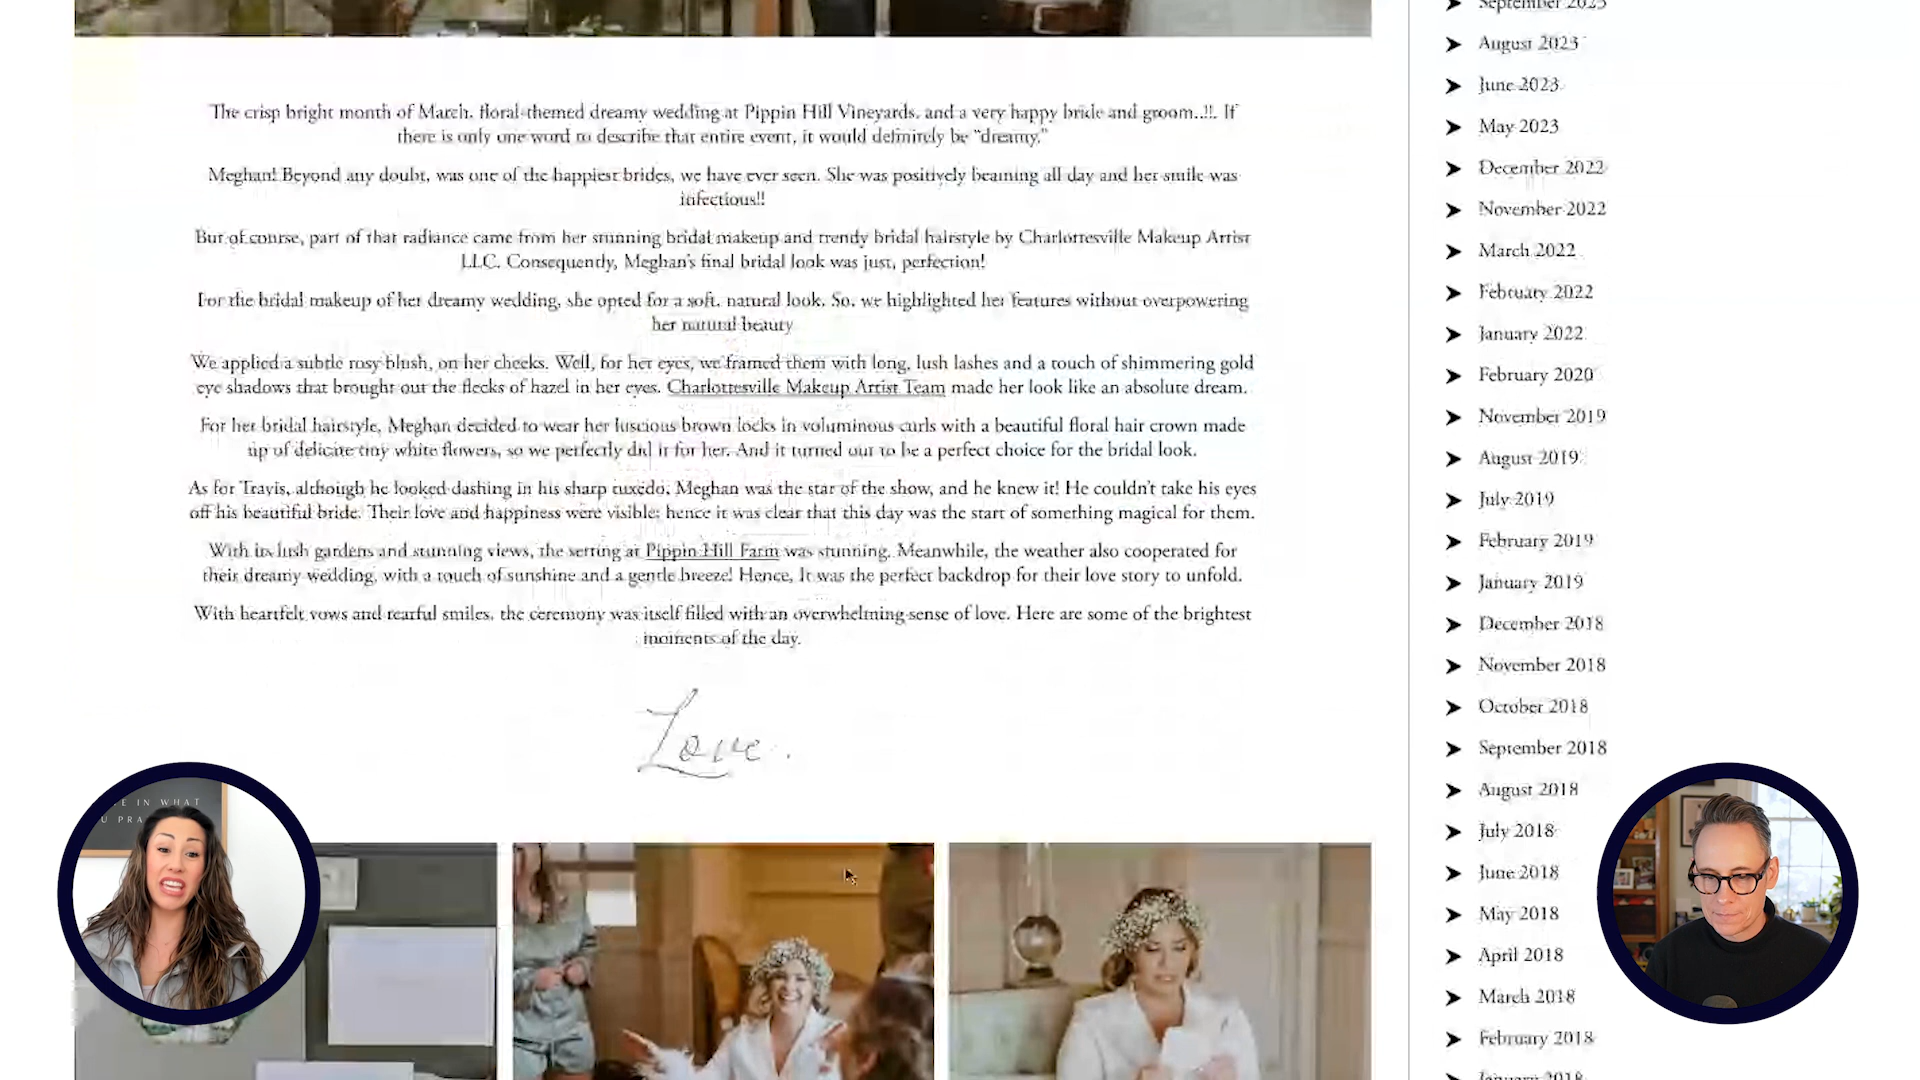 The crisp bright month of March, floral-themed dreamy wedding at Pippin Hill Vineyards, and a very happy bride and groom..!!. If
there is only one word to describe that entire event, it would definitely be "dreamy."
Meghan! Beyond any doubt, was one of the happiest brides, we have ever seen. She was positively beaming all day and her smile was
infectious!!
But of course, part of that radiance came from her stunning bridal makeup and trendy bridal hairstyle by Charlottesville Makeup Artist
LLC. Consequently, Meghan's final bridal look was just, perfection!
For the bridal makeup of her dreamy wedding, she opted for a soft, natural look. So, we highlighted her features without overpowering
her natural beauty
We applied a subtle rosy blush, on her cheeks. Well, for her eyes, we framed them with long, lush lashes and a touch of shimmering gold
eye shadows that brought out the flecks of hazel in her eyes. Charlottesville Makeup Artist Team made her look like an absolute dream.
For her bridal hairstyle, Meghan decided to wear her luscious brown locks in voluminous curls with a beautiful floral hair crown made
up of delicate tiny white flowers, so we perfectly did it for her. And it turned out to be a perfect choice for the bridal look.
As for Travis, although he looked dashing in his sharp tuxedo, Meghan was the star of the show, and he knew it! He couldn't take his eyes
off his beautiful bride. Their love and happiness were visible; hence it was clear that this day was the start of something magical for them.
With its lush gardens and stunning views, the setting at Pippin Hill Farm was stunning. Meanwhile, the weather also cooperated for
their dreamy wedding, with a touch of sunshine and a gentle breeze! Hence, It was the perfect backdrop for their love story to unfold.
With heartfelt vows and tearful smiles, the ceremony was itself filled with an overwhelming sense of love. Here are some of the brightest
moments of the day.
Love.
September 2023
August 2023
June 2023
May 2023
December 2022
November 2022
March 2022
February 2022
January 2022
February 2020
November 2019
August 2019
July 2019
February 2019
January 2019
December 2018
November 2018
October 2018
September 2018
August 2018
July 2018
June 2018
May 2018
April 2018
March 2018
February 2018
January 2018
E IN WHAT
U PRA